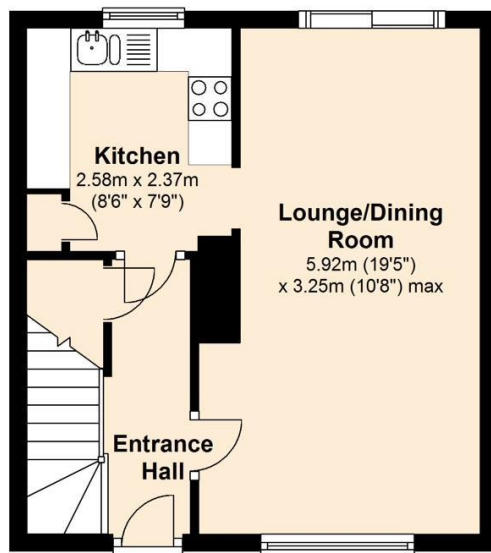 Kitchen
2.58m x 2.37m
(8'6" x 7'9")
Lounge/Dining
Room
5.92m (19'5")
x 3.25m (10'8") max
Entrance
Hall